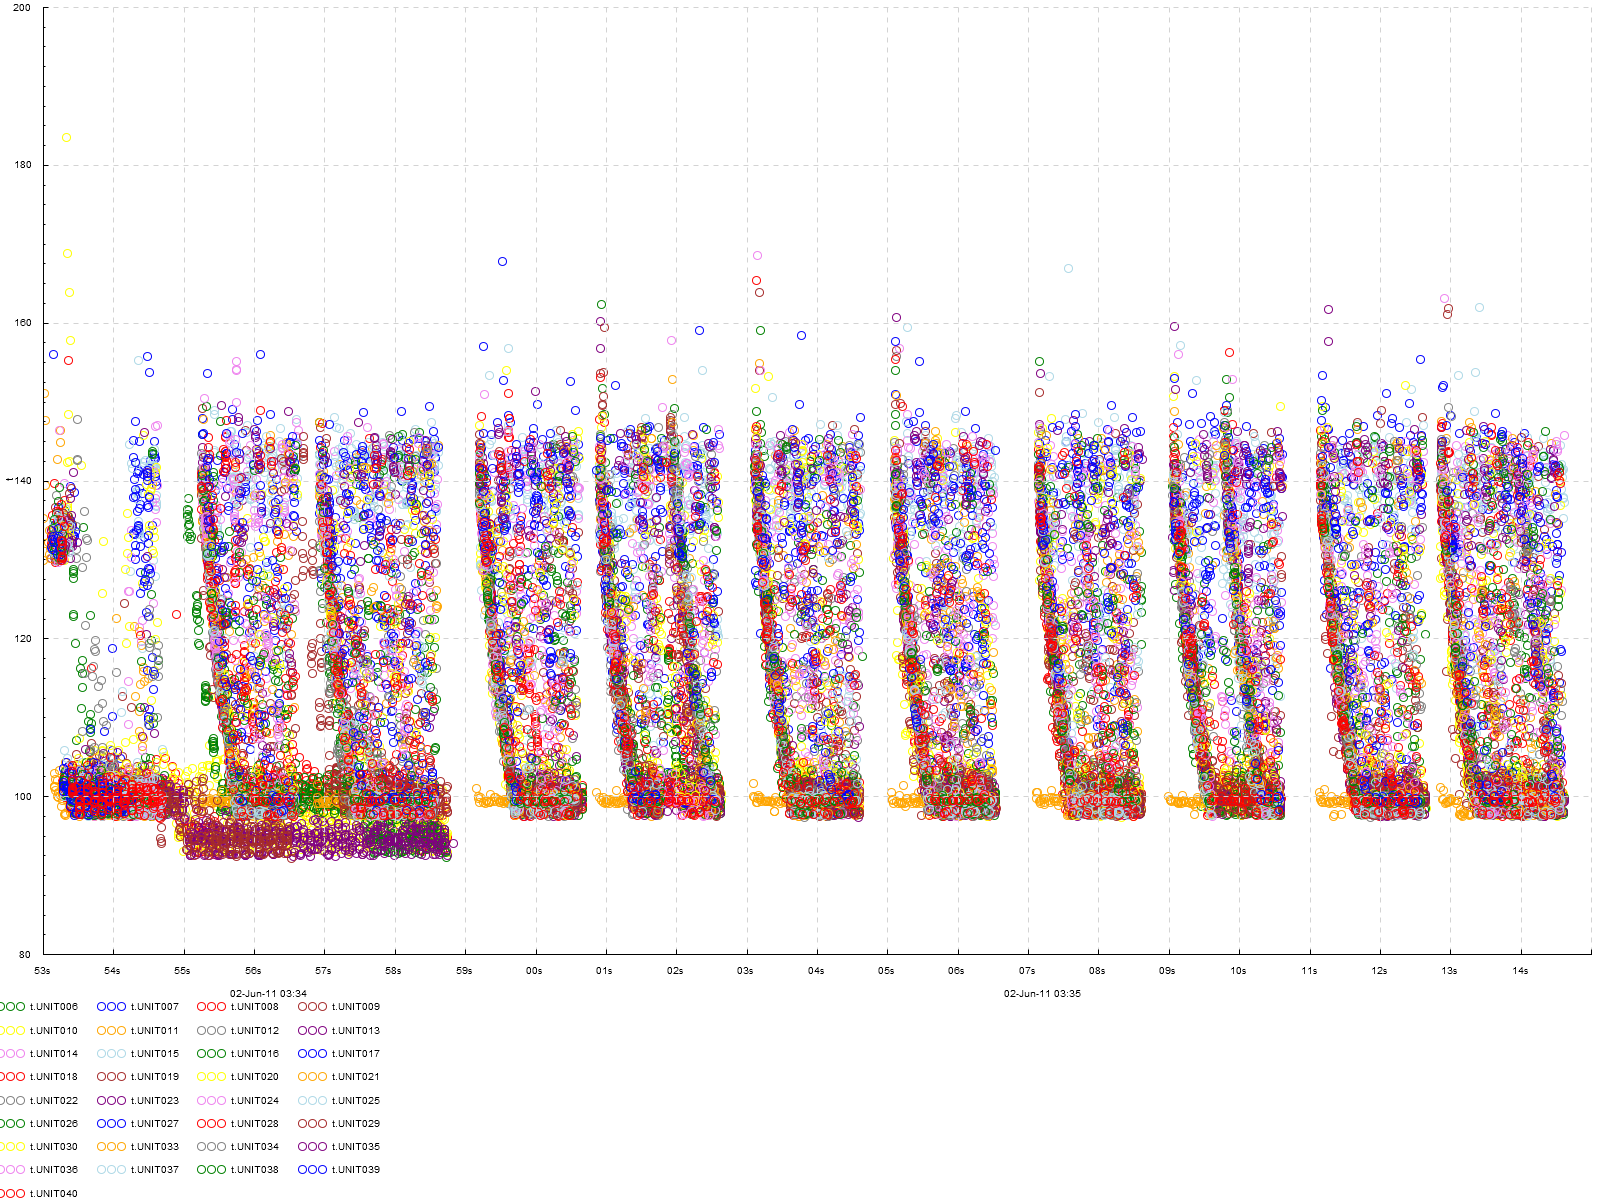 200
180
160
t
140
120
100
80
53s 54s 55s 56s 57s 58s 59s 00s 01s 02s 03s 04s 05s 06s 07s 08s 09s 10s 11s 12s 13s 14s
02-Jun-11 03:34 02-Jun-11 03:35
t.UNIT006 t.UNIT007 t.UNIT008 t.UNIT009
t.UNIT010 t.UNIT011 t.UNIT012 t.UNIT013
t.UNIT014 t.UNIT015 t.UNIT016 t.UNIT017
t.UNIT018 t.UNIT019 t.UNIT020 t.UNIT021
t.UNIT022 t.UNIT023 t.UNIT024 t.UNIT025
t.UNIT026 t.UNIT027 t.UNIT028 t.UNIT029
t.UNIT030 t.UNIT033 t.UNIT034 t.UNIT035
t.UNIT036 t.UNIT037 t.UNIT038 t.UNIT039
t.UNIT040